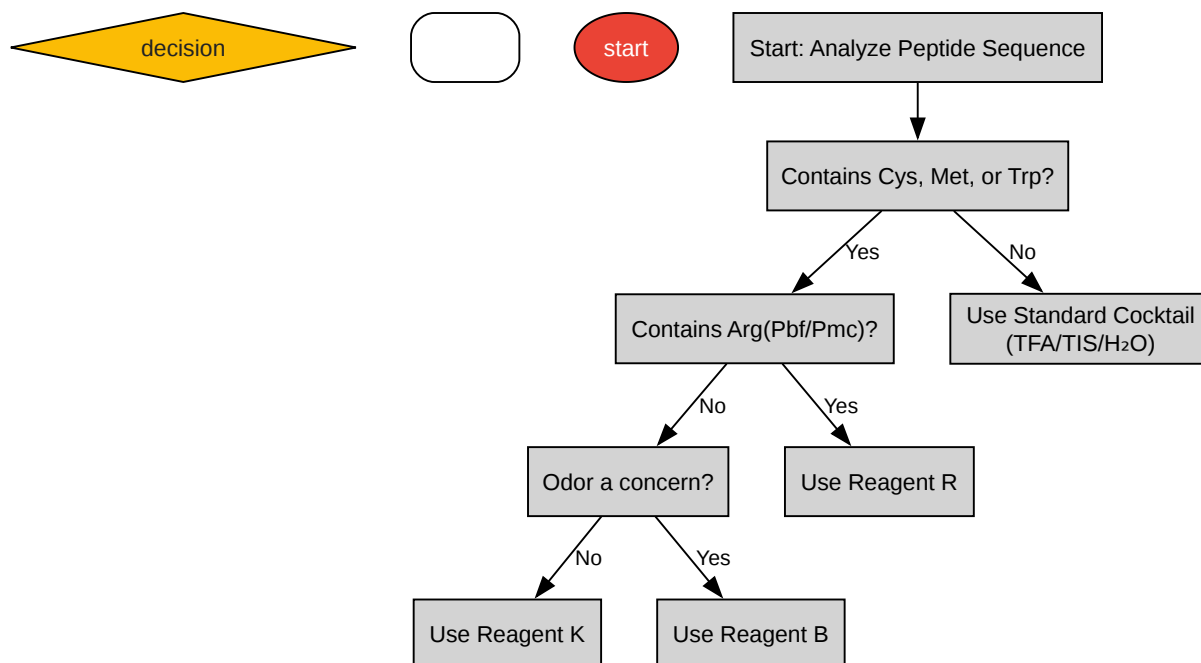 decision
start
Start: Analyze Peptide Sequence
Contains Cys, Met, or Trp?
Yes
No
Contains Arg(Pbf/Pmc)?
Use Standard Cocktail
(TFA/TIS/H₂O)
No
Yes
Odor a concern?
Use Reagent R
No
Yes
Use Reagent K
Use Reagent B